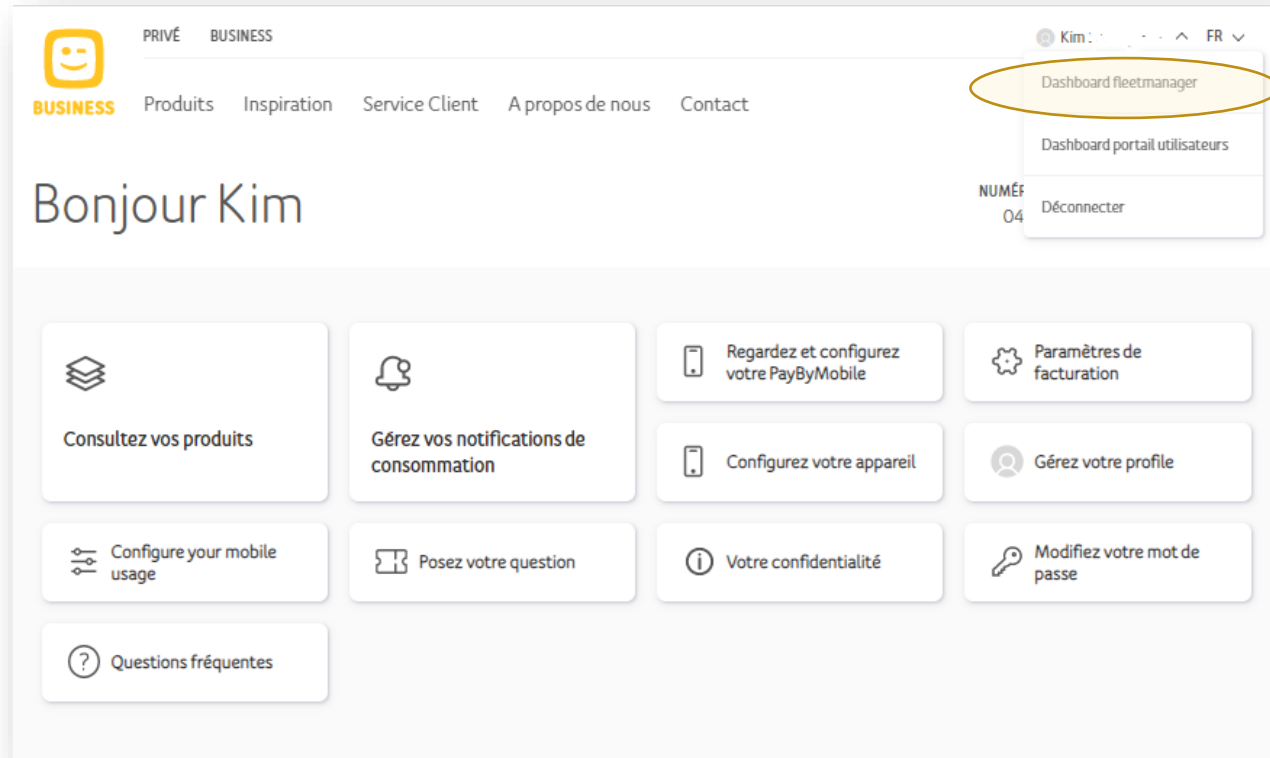 PRIVÉ BUSINESS
Kim FR
BUSINESS
Produits Inspiration Service Client A propos de nous Contact
Dashboard fleetmanager
Dashboard portail utilisateurs
Déconnecter
Bonjour Kim
04
Consultez vos produits
Gérez vos notifications de
consommation
Regardez et configurez
votre PayByMobile
Paramètres de
facturation
Configurez votre appareil
Gérez votre profile
Configure your mobile
usage
Posez votre question
Votre confidentialité
Modifiez votre mot de
passe
? Questions fréquentes